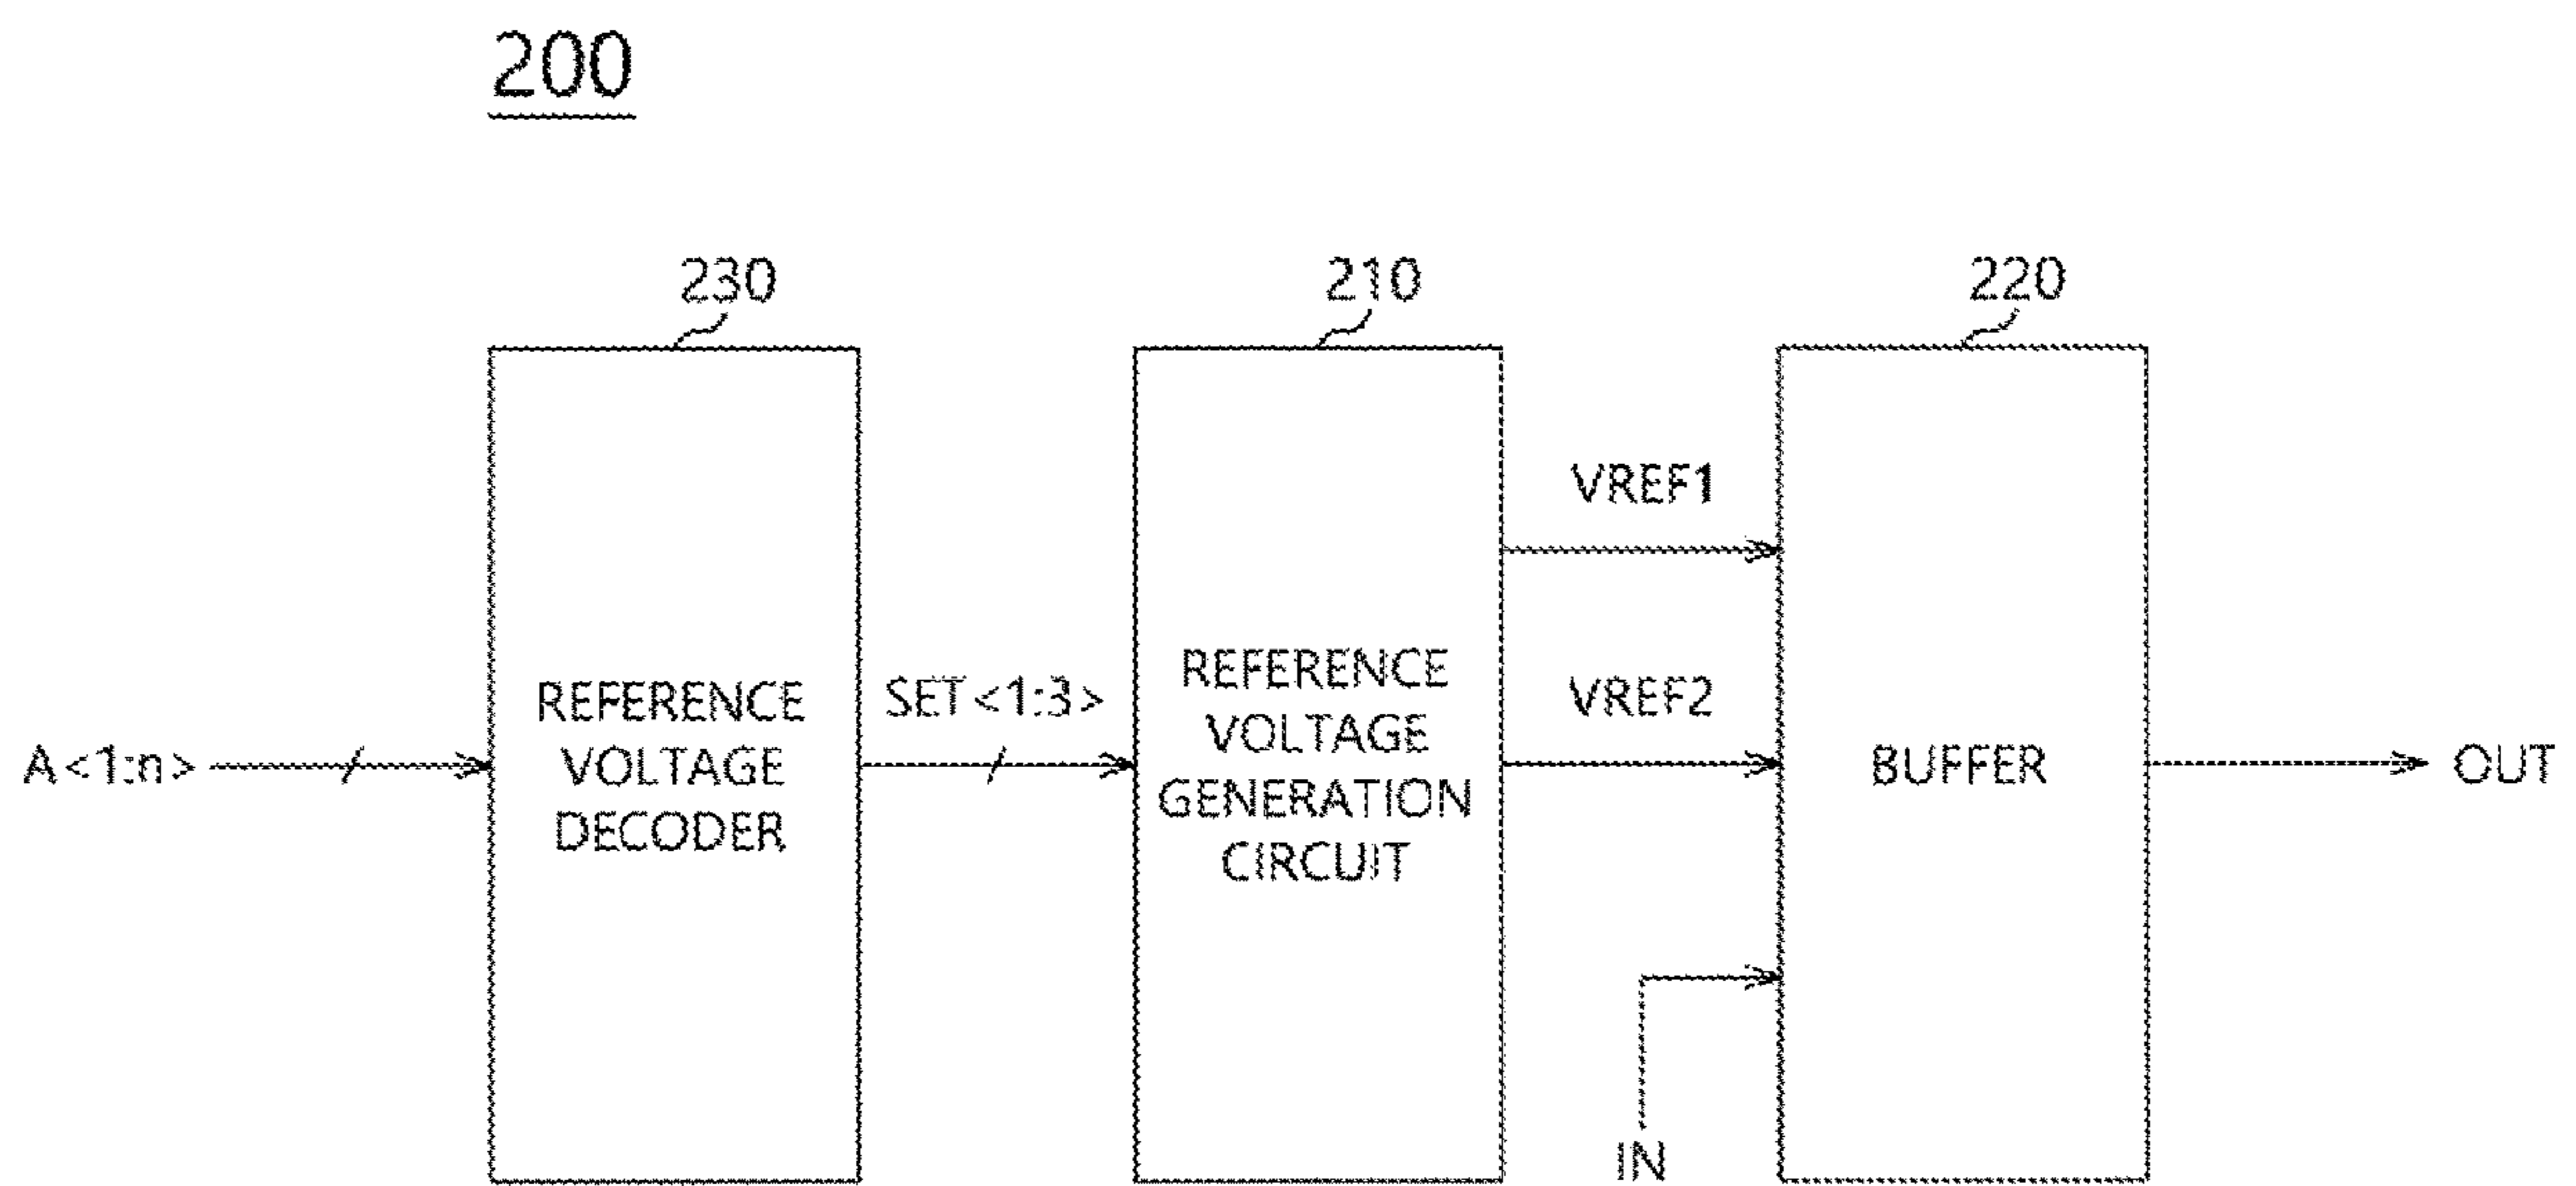 200
230
210
220
A<1:n>
REFERENCE
VOLTAGE
DECODER
SET<1:3>
REFERENCE
VOLTAGE
GENERATION
CIRCUIT
VREF1
VREF2
IN
BUFFER
OUT